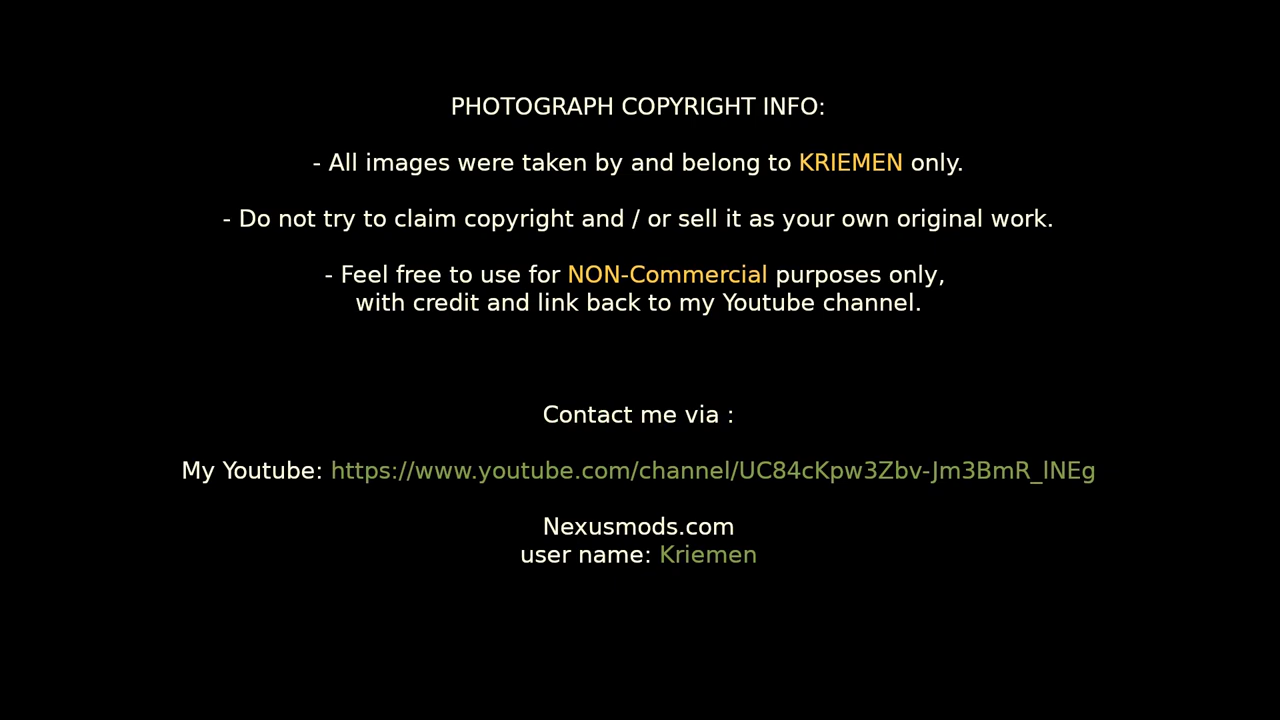 PHOTOGRAPH COPYRIGHT INFO:
- All images were taken by and belong to KRIEMEN only.
- Do not try to claim copyright and / or sell it as your own original work.
- Feel free to use for NON-Commercial purposes only,
with credit and link back to my Youtube channel.
Contact me via :
My Youtube: https://www.youtube.com/channel/UC84cKpw3Zbv-Jm3BmR_lNEg
Nexusmods.com
user name: Kriemen